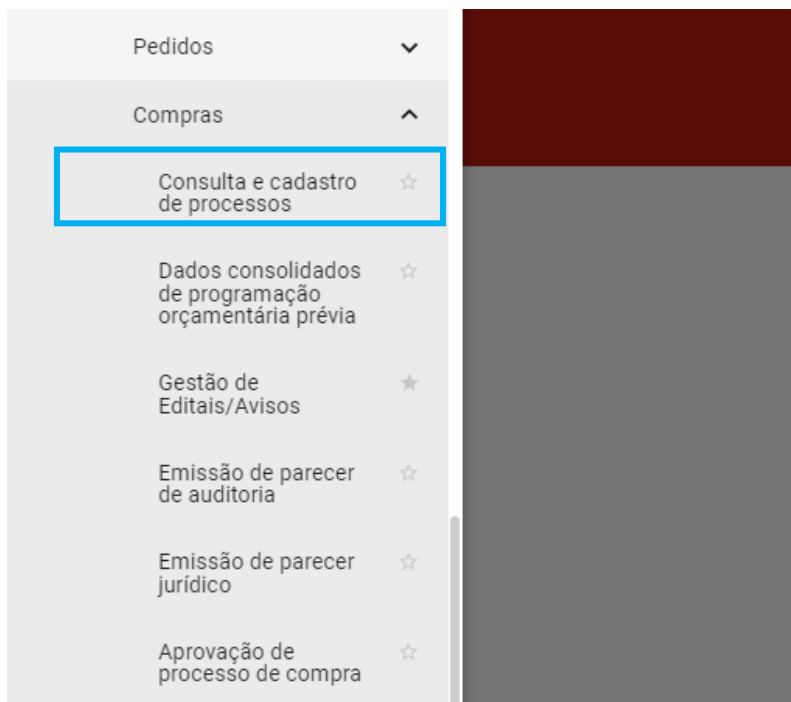 Pedidos
Compras
Consulta e cadastro
de processos
Dados consolidados
de programação
orçamentária prévia
Gestão de
Editais/Avisos
Emissão de parecer
de auditoria
Emissão de parecer
jurídico
Aprovação de
processo de compra